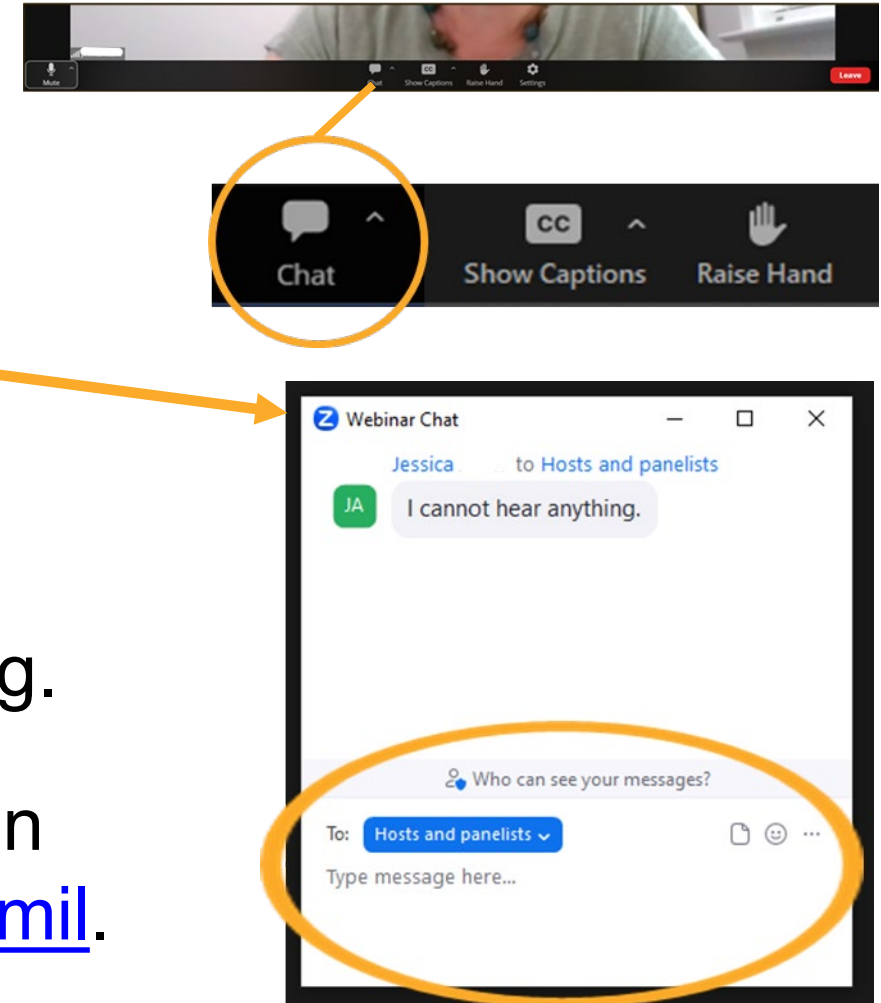 Mute Chat CC Show Captions Raise Hand Settings Leave
CC
Chat Show Captions Raise Hand
Webinar Chat
Jessica to Hosts and panelists
JA I cannot hear anything.
g.
Who can see your messages?
n
To: Hosts and panelists
Type message here...
mil.